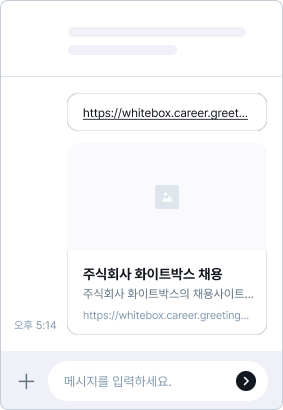 https://whitebox.career.greet...
주식회사 화이트박스 채용
주식회사 화이트박스의 채용사이트...
https://whitebox.career.greeting...
오후 5:14
메시지를 입력하세요.